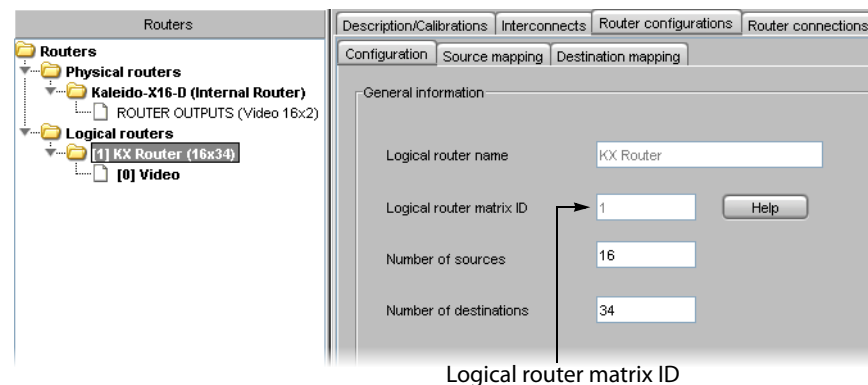 Routers
Routers
Physical routers
Kaleido-X16-D (Internal Router)
ROUTER OUTPUTS (Video 16x2)
Logical routers
[1] KX Router (16x34)
[0] Video
Description/Calibrations Interconnects Router configurations Router connections
Configuration Source mapping Destination mapping
General information
Logical router name KX Router
Logical router matrix ID 1 Help
Number of sources 16
Number of destinations 34
Logical router matrix ID